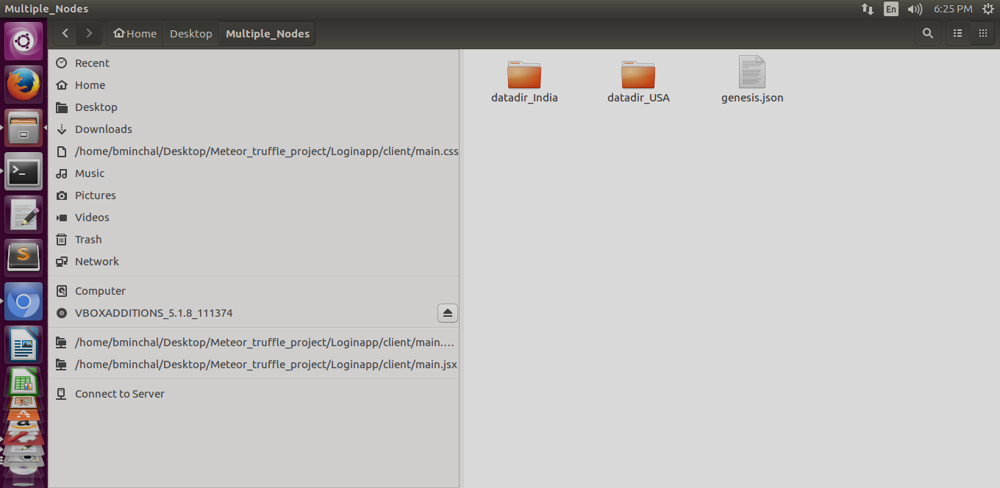 Multiple_Nodes
En
6:25 PM
Home
Desktop
Multiple_Nodes
Recent
Home
Desktop
Downloads
/home/bminchal/Desktop/Meteor_truffle_project/Loginapp/client/main.css
Music
Pictures
Videos
Trash
Network
Computer
VBOXADDITIONS_5.1.8_111374
/home/bminchal/Desktop/Meteor_truffle_project/Loginapp/client/main.…
/home/bminchal/Desktop/Meteor_truffle_project/Loginapp/client/main.jsx
Connect to Server
datadir_India
datadir_USA
genesis.json